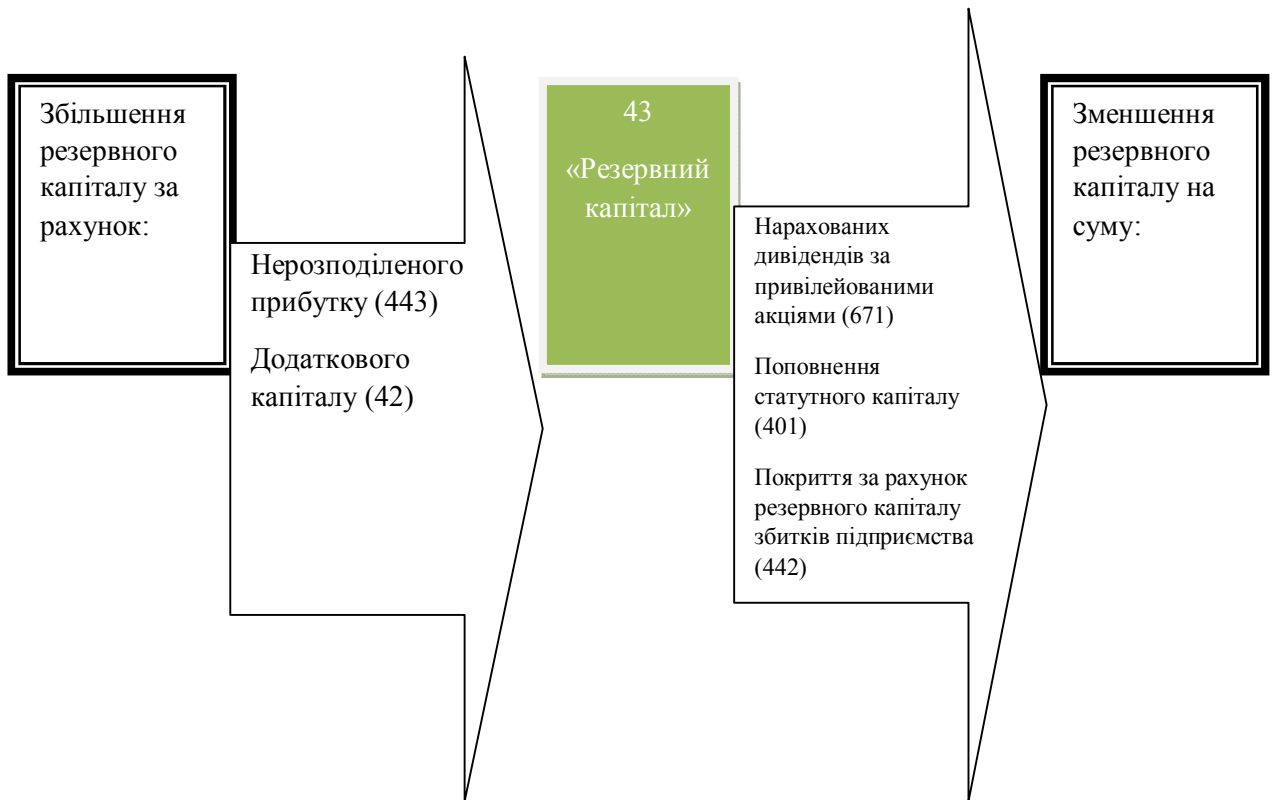 Збільшення
резервного
капіталу за
рахунок:
Нерозподіленого
прибутку (443)
Додаткового
капіталу (42)
43
«Резервний
капітал»
Нарахованих
дивідендів за
привілейованими
акціями (671)
Поповнення
статутного капіталу
(401)
Покриття за рахунок
резервного капіталу
збитків підприємства
(442)
Зменшення
резервного
капіталу на
суму: